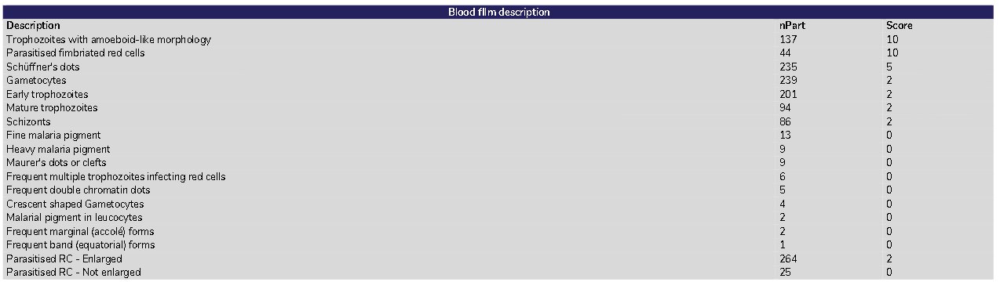 Blood film description
Description nPart Score
Trophozoites with amoeboid-like morphology 137 10
Parasitised fimbriated red cells 44 10
Schüffner's dots 235 5
Gametocytes 239 2
Early trophozoites 201 2
Mature trophozoites 94 2
Schizonts 86 2
Fine malaria pigment 13 0
Heavy malaria pigment 9 0
Maurer's dots or clefts 9 0
Frequent multiple trophozoites infecting red cells 6 0
Frequent double chromatin dots 5 0
Crescent shaped Gametocytes 4 0
Malarial pigment in leucocytes 2 0
Frequent marginal (accolé) forms 2 0
Frequent band (equatorial) forms 1 0
Parasitised RC - Enlarged 264 2
Parasitised RC - Not enlarged 25 0